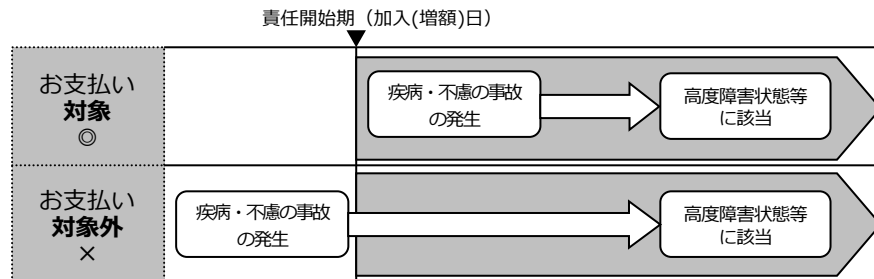 責任開始期（加入(増額)日）
お支払い
対象
◎
疾病・不慮の事故
の発生
高度障害状態等
に該当
お支払い
対象外
×
疾病・不慮の事故
の発生
高度障害状態等
に該当